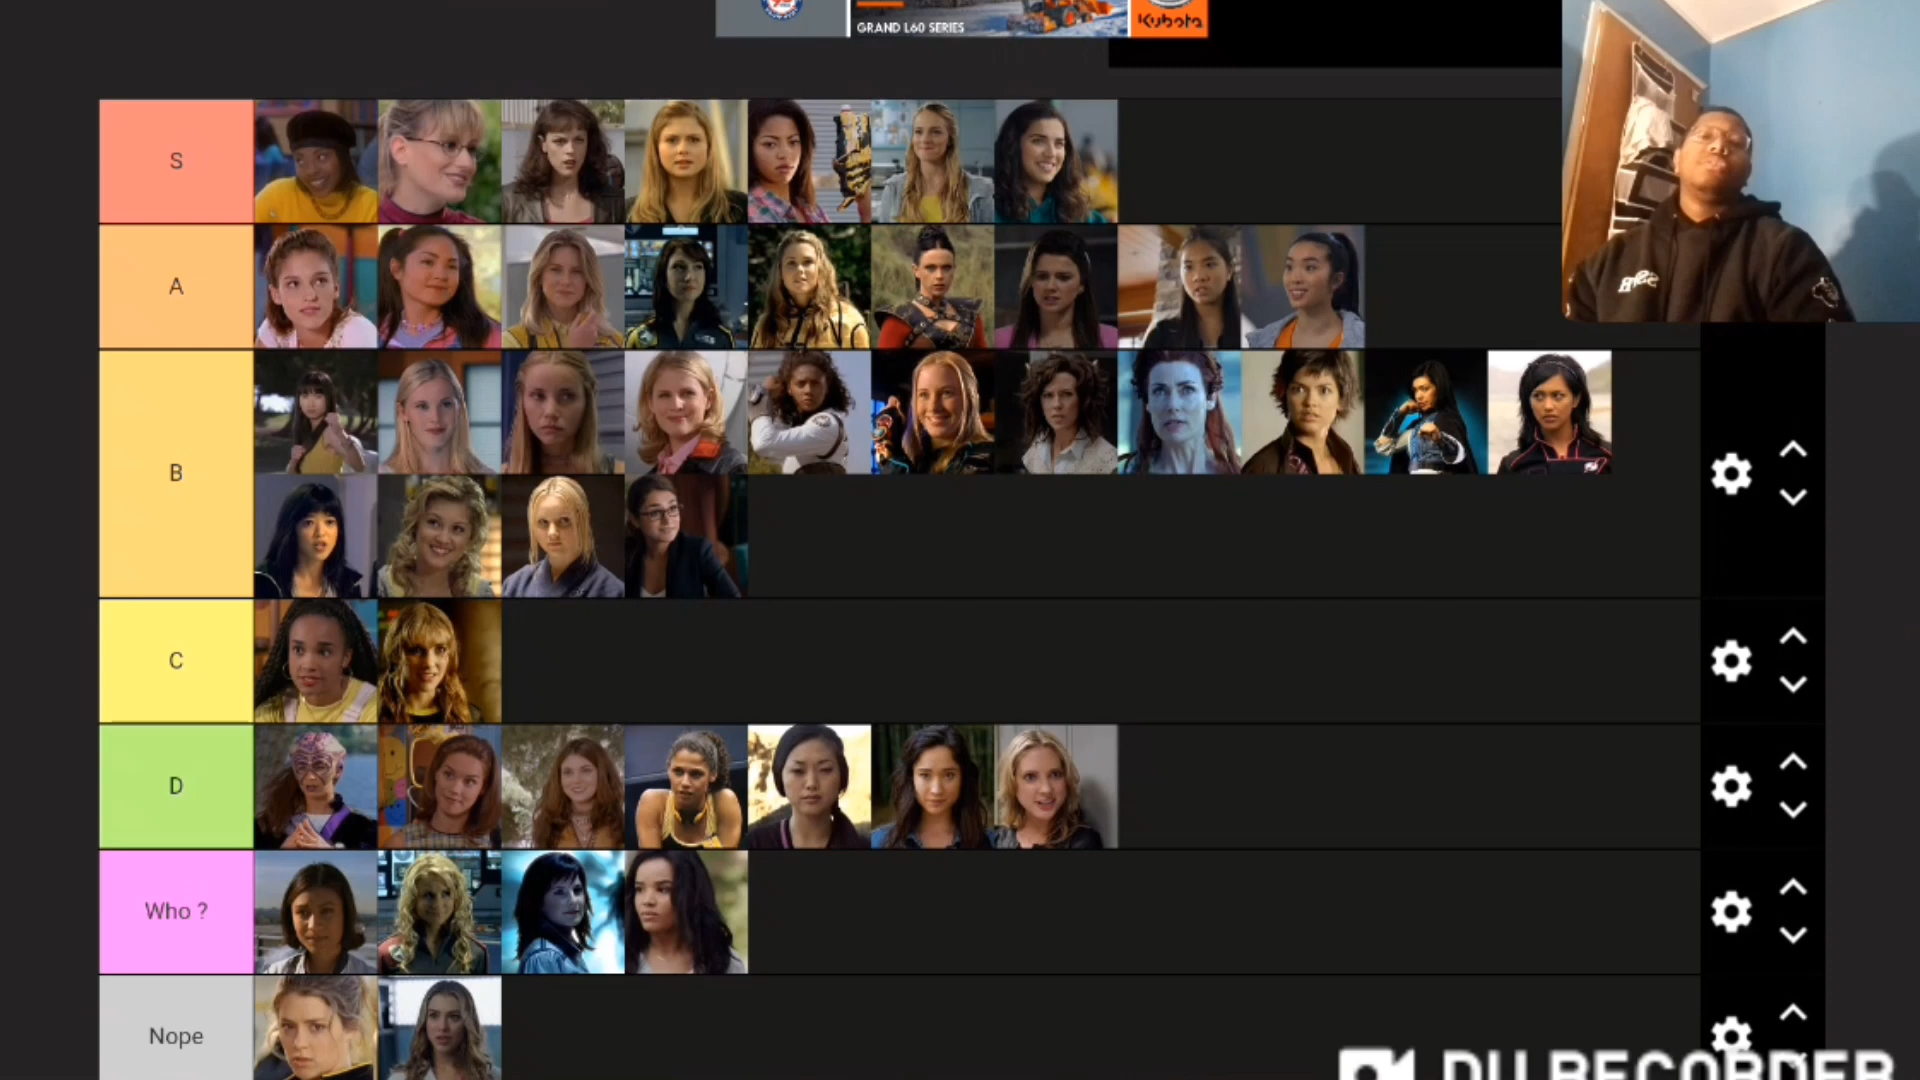 GRAND L60 SERIES
Kubota
S
A
B
C
D
Who ?
Nope
DU RECORDER